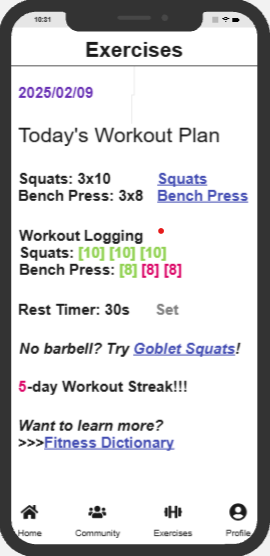 10:31
Exercises
2025/02/09
Today's Workout Plan
Squats: 3x10 Squats
Bench Press: 3x8 Bench Press
Workout Logging
Squats: [10] [10] [10]
Bench Press: [8] [8] [8]
Rest Timer: 30s Set
No barbell? Try Goblet Squats!
5-day Workout Streak!!!
Want to learn more?
>>>Fitness Dictionary
Home Community Exercises Profile